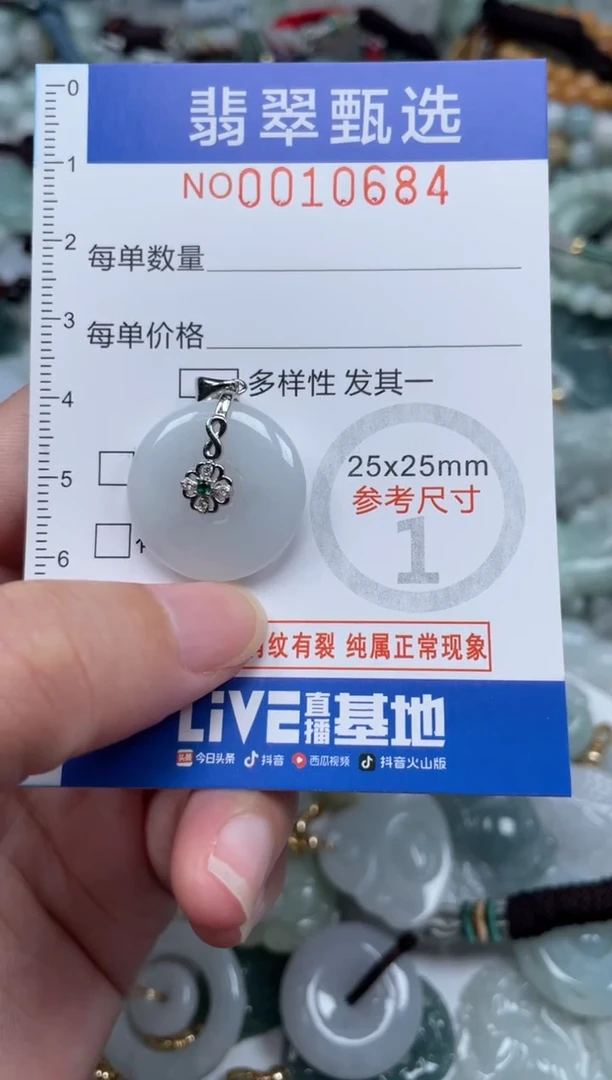 翡翠甄选
NO0010684
0
1
2
每单数量
3
每单价格
4
多样性 发其一
5
25x25mm
参考尺寸
1
6
纹有裂 纯属正常现象
LiVE直播基地
头条 今日头条 抖音 西瓜视频 抖音火山版